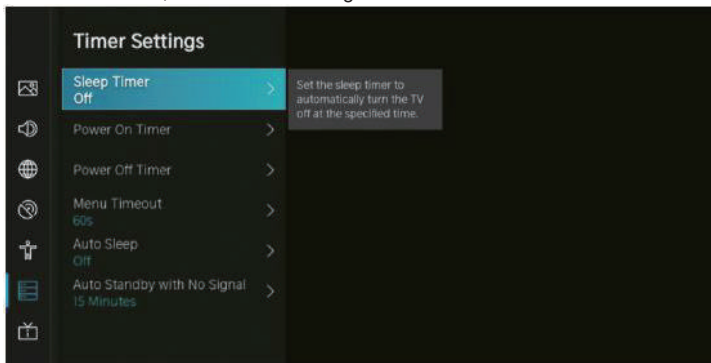 Timer Settings
Sleep Timer
Off
Set the sleep timer to
automatically turn the TV
off at the specified time.
Power On Timer
Power Off Timer
Menu Timeout
60s
Auto Sleep
Off
Auto Standby with No Signal
15 Minutes